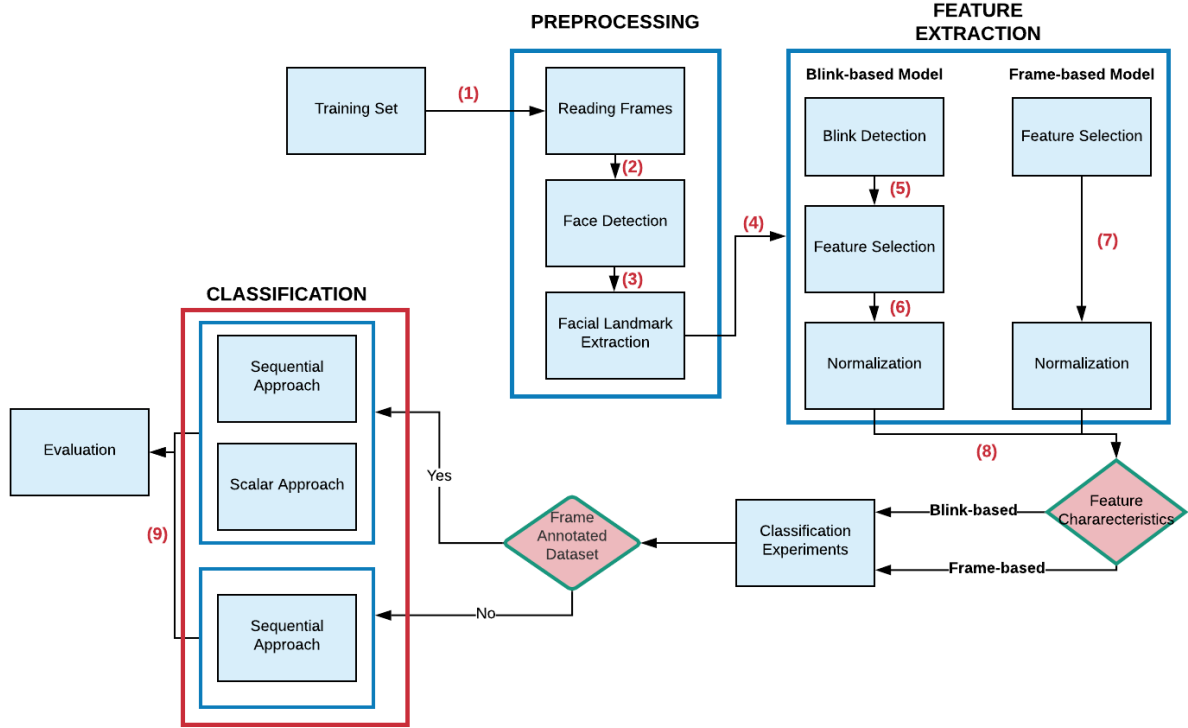 PREPROCESSING
FEATURE
EXTRACTION
Training Set
(1)
Reading Frames
(2)
Face Detection
(3)
Facial Landmark
Extraction
(4)
Blink-based Model
Frame-based Model
Blink Detection
Feature Selection
(5)
Feature Selection
(7)
(6)
Normalization
Normalization
(8)
Feature
Chararecteristics
Blink-based
Frame-based
Classification
Experiments
Frame
Annotated
Dataset
Yes
No
CLASSIFICATION
Sequential
Approach
Scalar Approach
Sequential
Approach
(9)
Evaluation